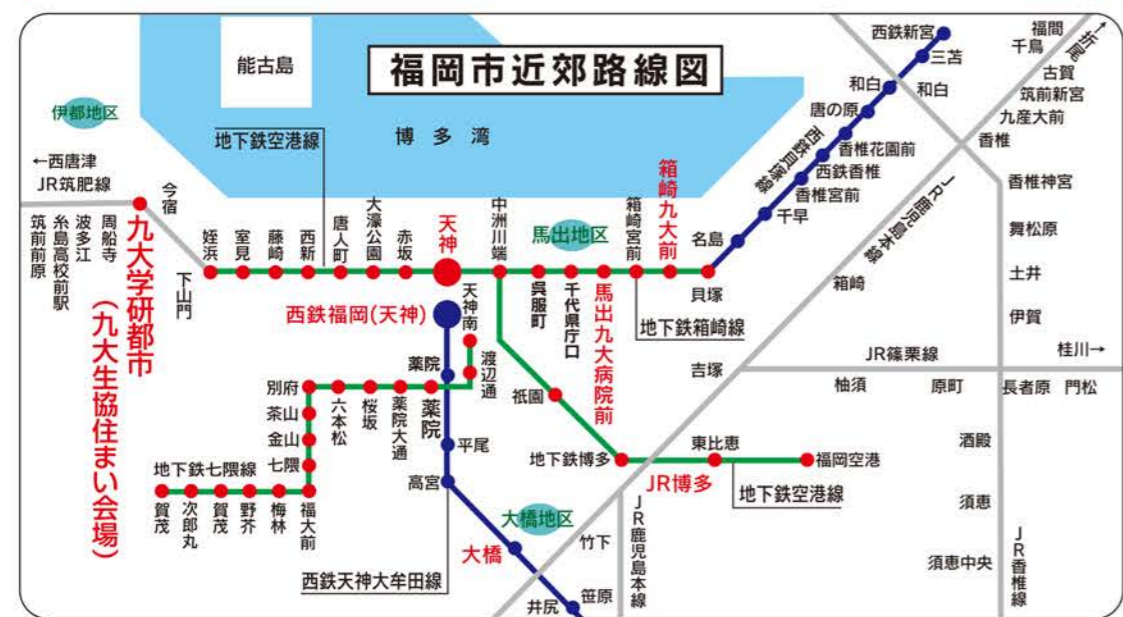 福岡市近郊路線図
能古島
伊都地区
地下鉄空港線
博多湾
←西唐津
JR筑肥線
筑前前原
糸島高校前駅
波多江
周船寺
九大学研都市
(九大生協住まい会場)
今宿
下山門
姪浜
室見
藤崎
西新
唐人町
大濠公園
赤坂
天神
中洲川端
呉服町
千代県庁口
馬出九大病院前
馬出地区
箱崎宮前
箱崎九大前
貝塚
地下鉄箱崎線
名島
千早
香椎宮前
西鉄香椎
香椎花園前
唐の原
和白
三苫
西鉄新宮
西鉄貝塚線
和白
福間
千鳥
古賀
筑前新宮
九産大前
香椎
→折尾
JR鹿児島本線
箱崎
吉塚
香椎神宮
舞松原
土井
伊賀
JR篠栗線
桂川→
柚須
原町
長者原
門松
酒殿
須恵
須恵中央
JR香椎線
西鉄福岡(天神)
天神南
渡辺通
薬院
薬院
薬院大通
桜坂
六本松
別府
茶山
金山
七隈
地下鉄七隈線
賀茂
次郎丸
賀茂
野芥
梅林
福大前
平尾
高宮
西鉄天神大牟田線
大橋地区
大橋
井尻
笹原
竹下
JR鹿児島本線
祇園
地下鉄博多
JR博多
東比恵
福岡空港
地下鉄空港線